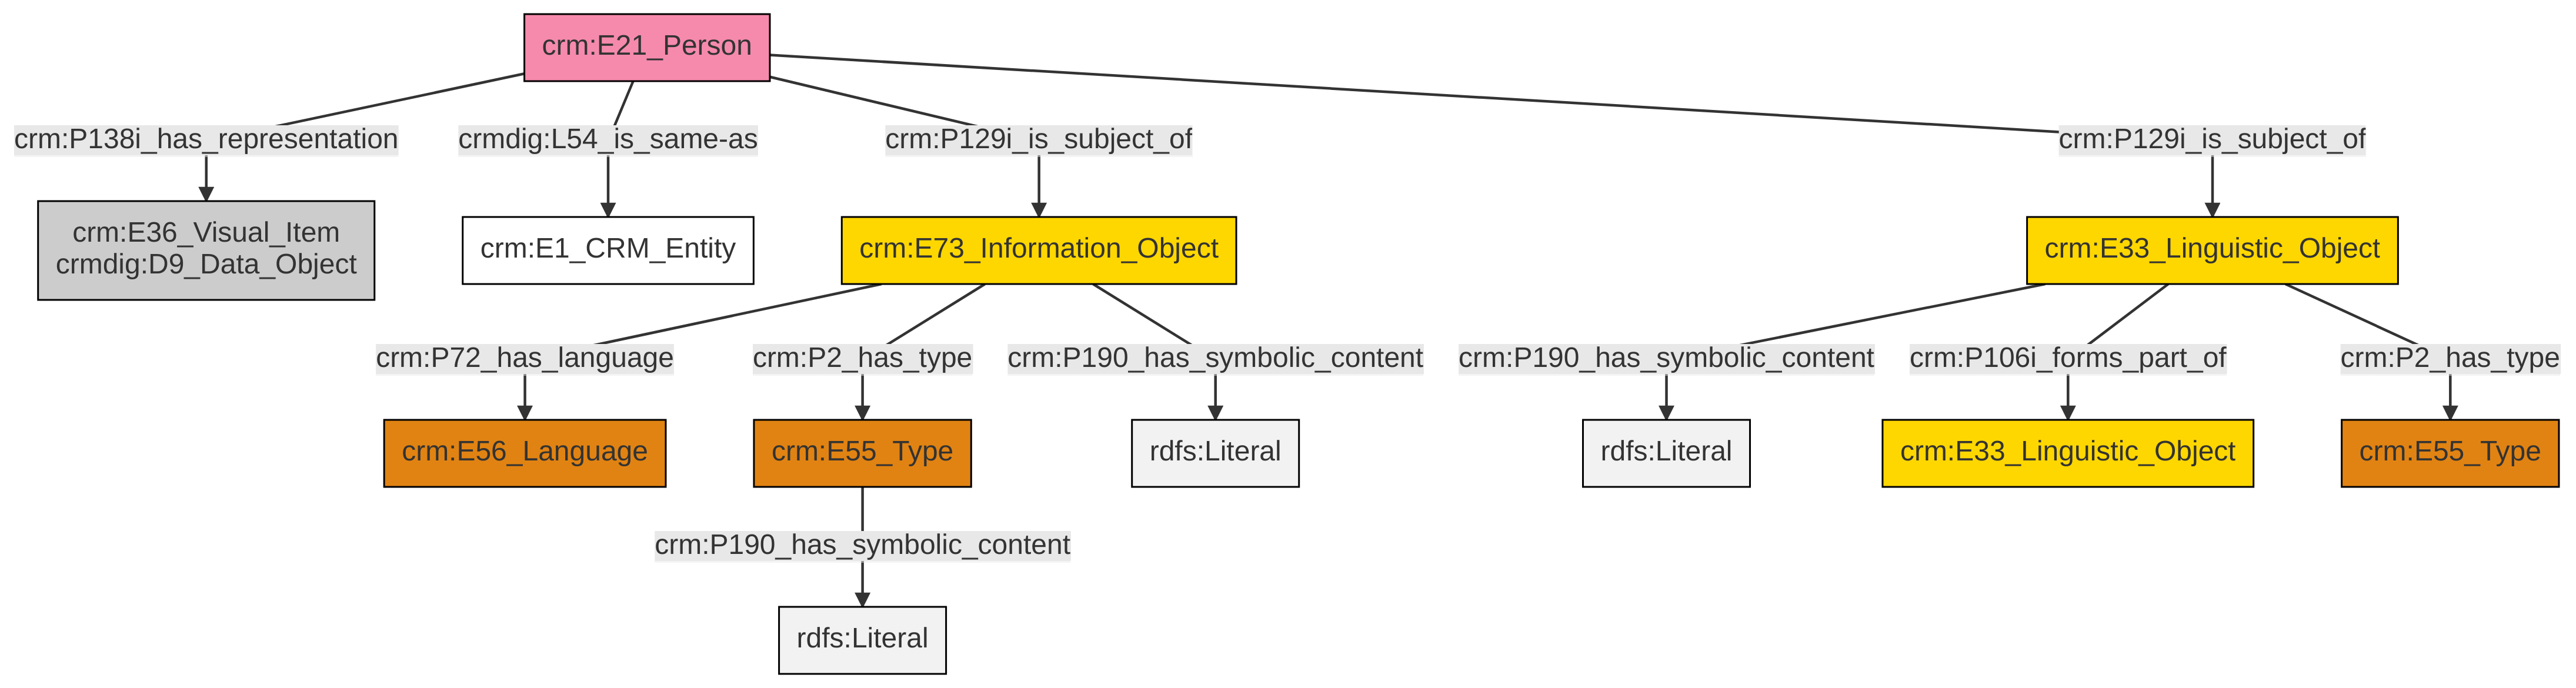 crm:E21_Person
crm:P138i_has_representation
crmdig:L54_is_same-as
crm:P129i_is_subject_of
crm:P129i_is_subject_of
crm:E36_Visual_Item
crmdig:D9_Data_Object
crm:E1_CRM_Entity
crm:E73_Information_Object
crm:E33_Linguistic_Object
crm:P72_has_language
crm:P2_has_type
crm:P190_has_symbolic_content
crm:P190_has_symbolic_content
crm:P106i_forms_part_of
crm:P2_has_type
crm:E56_Language
crm:E55_Type
rdfs:Literal
rdfs:Literal
crm:E33_Linguistic_Object
crm:E55_Type
crm:P190_has_symbolic_content
rdfs:Literal